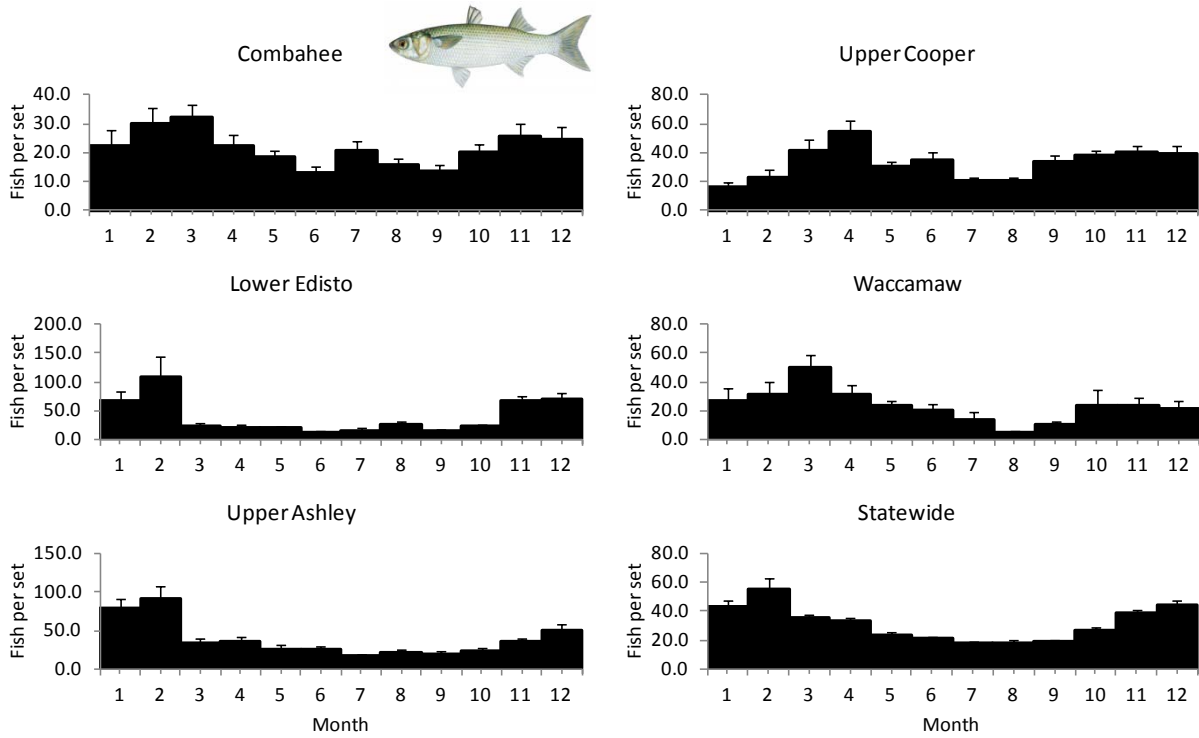 Combahee
Fish per set
40.0
30.0
20.0
10.0
0.0
1 2 3 4 5 6 7 8 9 10 11 12
Upper Cooper
Fish per set
80.0
60.0
40.0
20.0
0.0
1 2 3 4 5 6 7 8 9 10 11 12
Lower Edisto
Fish per set
200.0
150.0
100.0
50.0
0.0
1 2 3 4 5 6 7 8 9 10 11 12
Waccamaw
Fish per set
80.0
60.0
40.0
20.0
0.0
1 2 3 4 5 6 7 8 9 10 11 12
Upper Ashley
Fish per set
150.0
100.0
50.0
0.0
1 2 3 4 5 6 7 8 9 10 11 12
Month
Statewide
Fish per set
80.0
60.0
40.0
20.0
0.0
1 2 3 4 5 6 7 8 9 10 11 12
Month